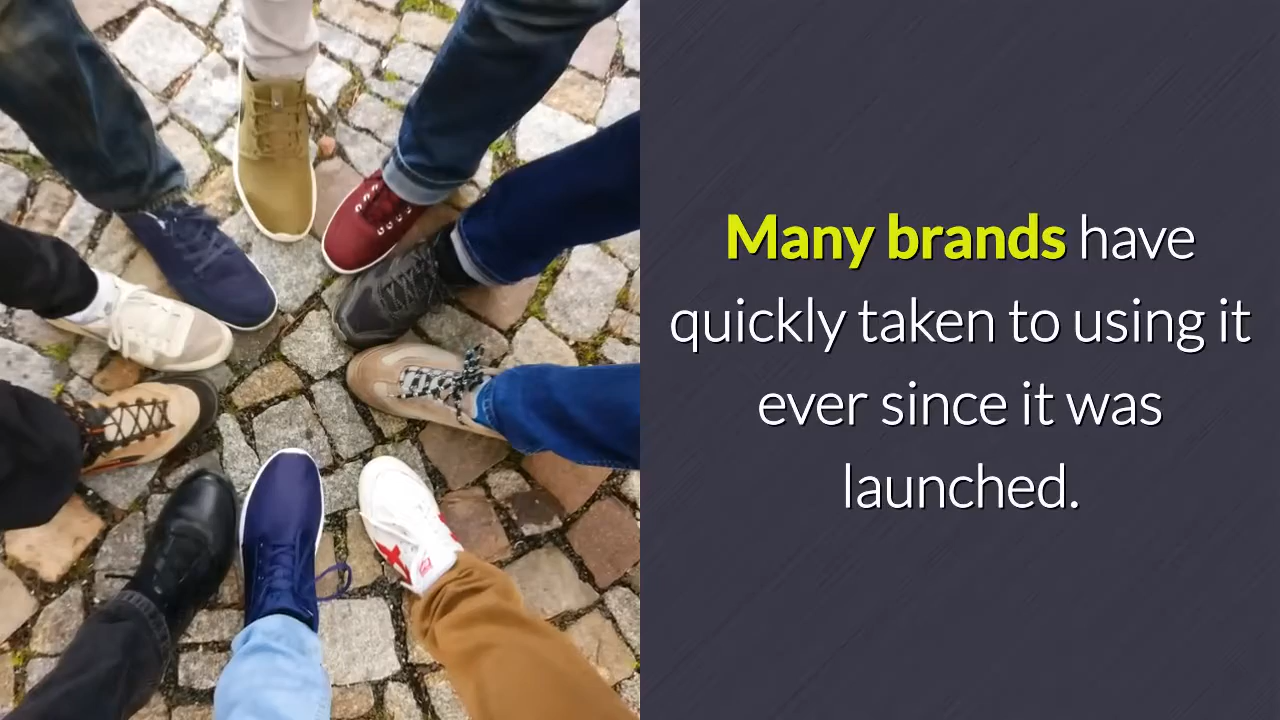 Many brands have
quickly taken to using it
ever since it was
launched.